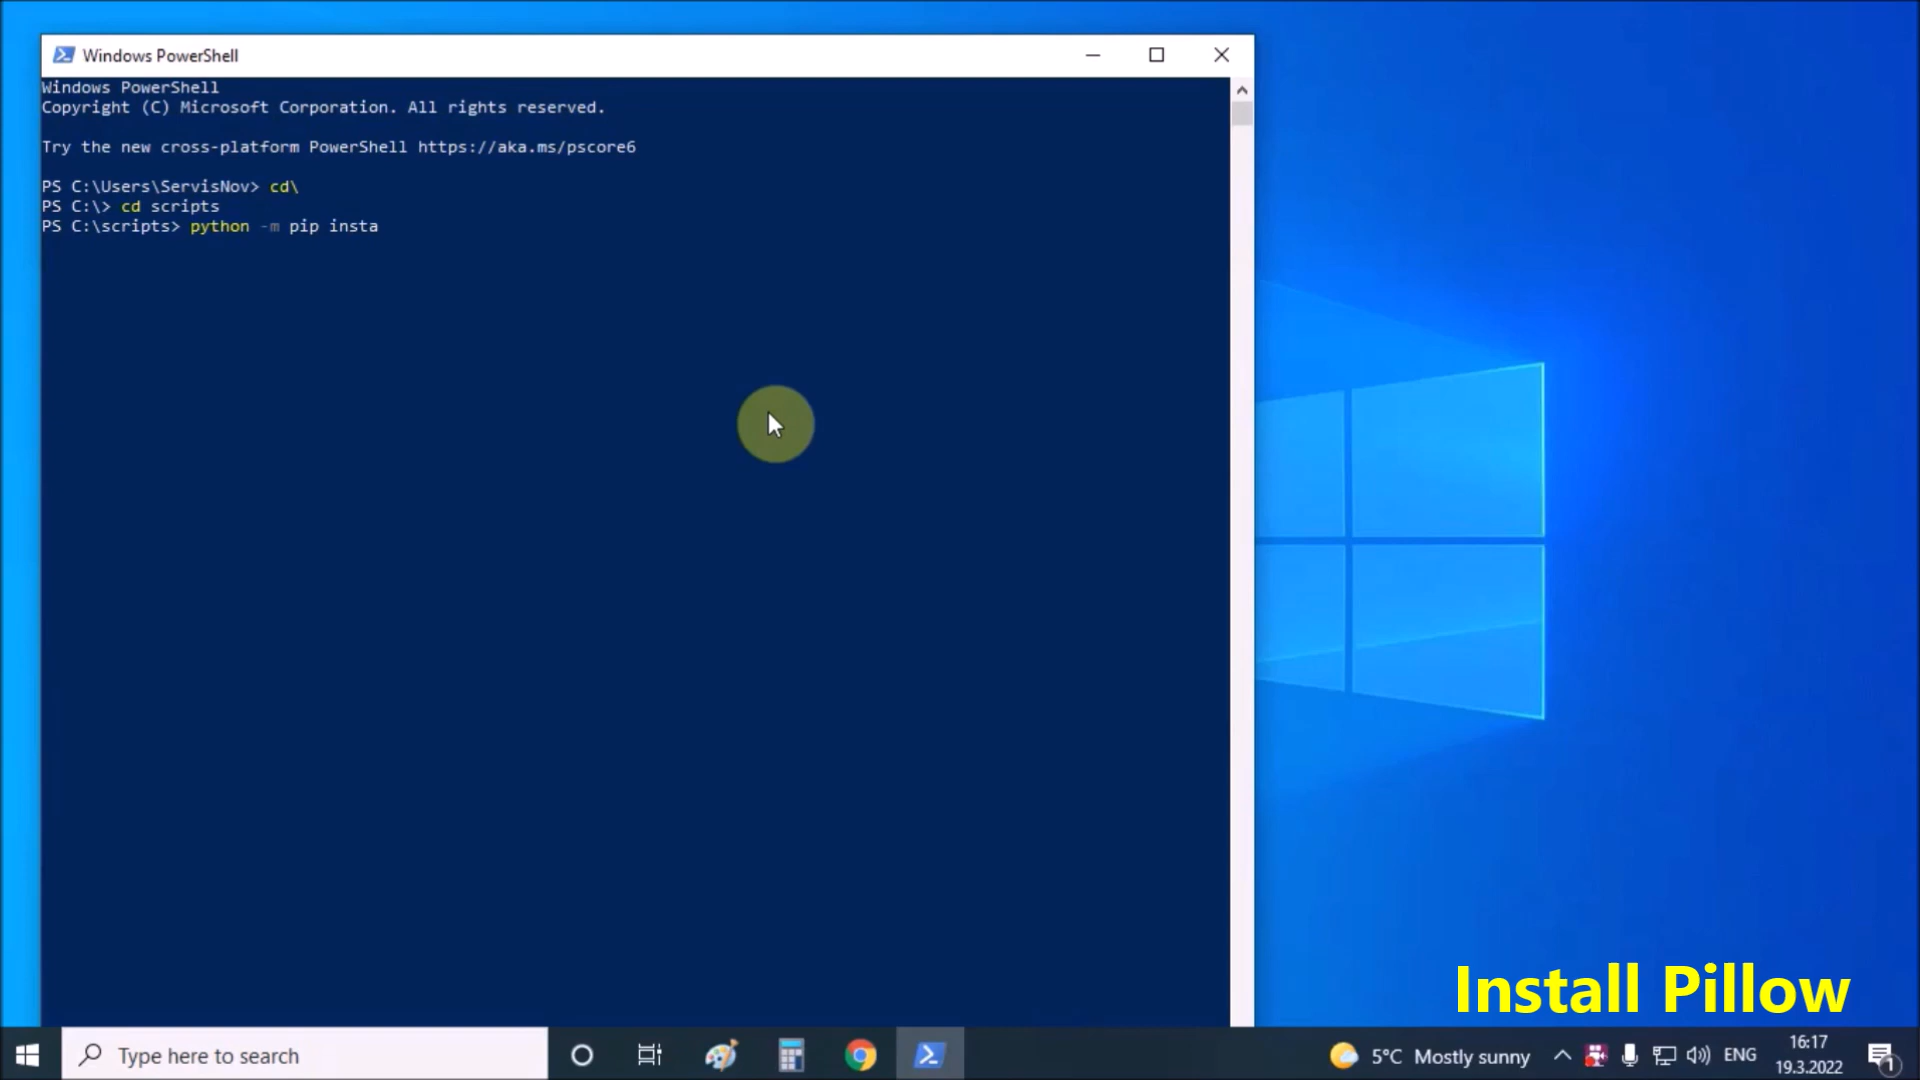 Windows PowerShell
Windows PowerShell
Copyright (C) Microsoft Corporation. All rights reserved.
Try the new cross-platform PowerShell https://aka.ms/pscore6
PS C:\Users\ServisNov> cd\
PS C:\> cd scripts
PS C:\scripts> python -m pip insta
Install Pillow
Type here to search
5°C Mostly sunny
ENG
16:17
19.3.2022
1